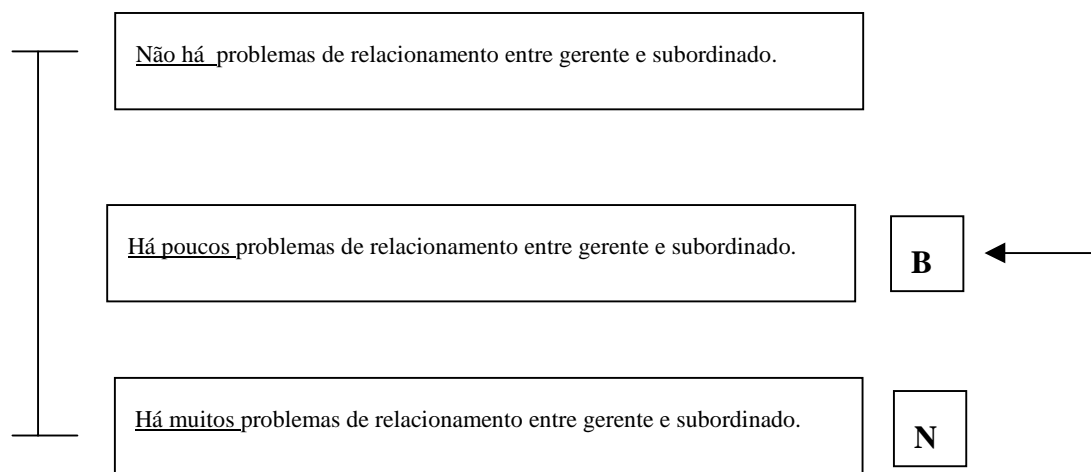 Não há problemas de relacionamento entre gerente e subordinado.
Há poucos problemas de relacionamento entre gerente e subordinado.
B
Há muitos problemas de relacionamento entre gerente e subordinado.
N